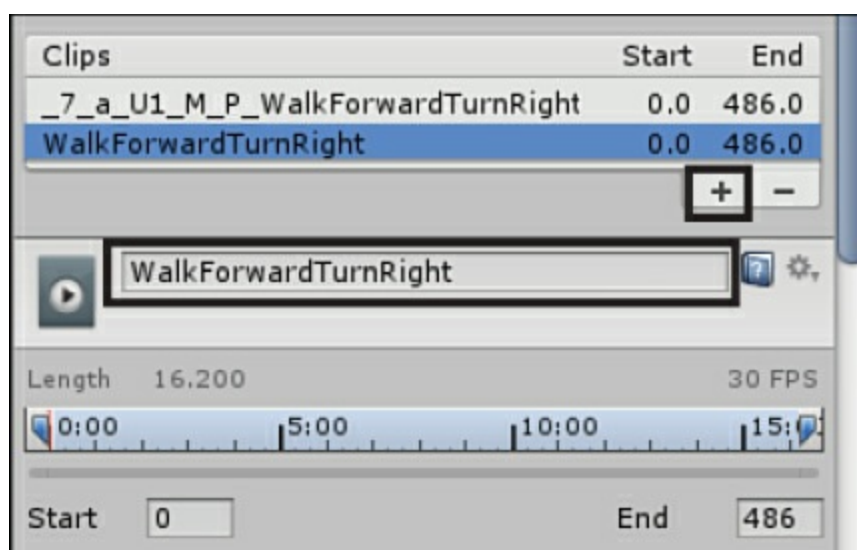 Clips Start End
_7_a_U1_M_P_WalkForwardTurnRight 0.0 486.0
WalkForwardTurnRight 0.0 486.0
+ −
WalkForwardTurnRight ?
Length 16.200 30 FPS
0:00 5:00 10:00
Start 0 End 486